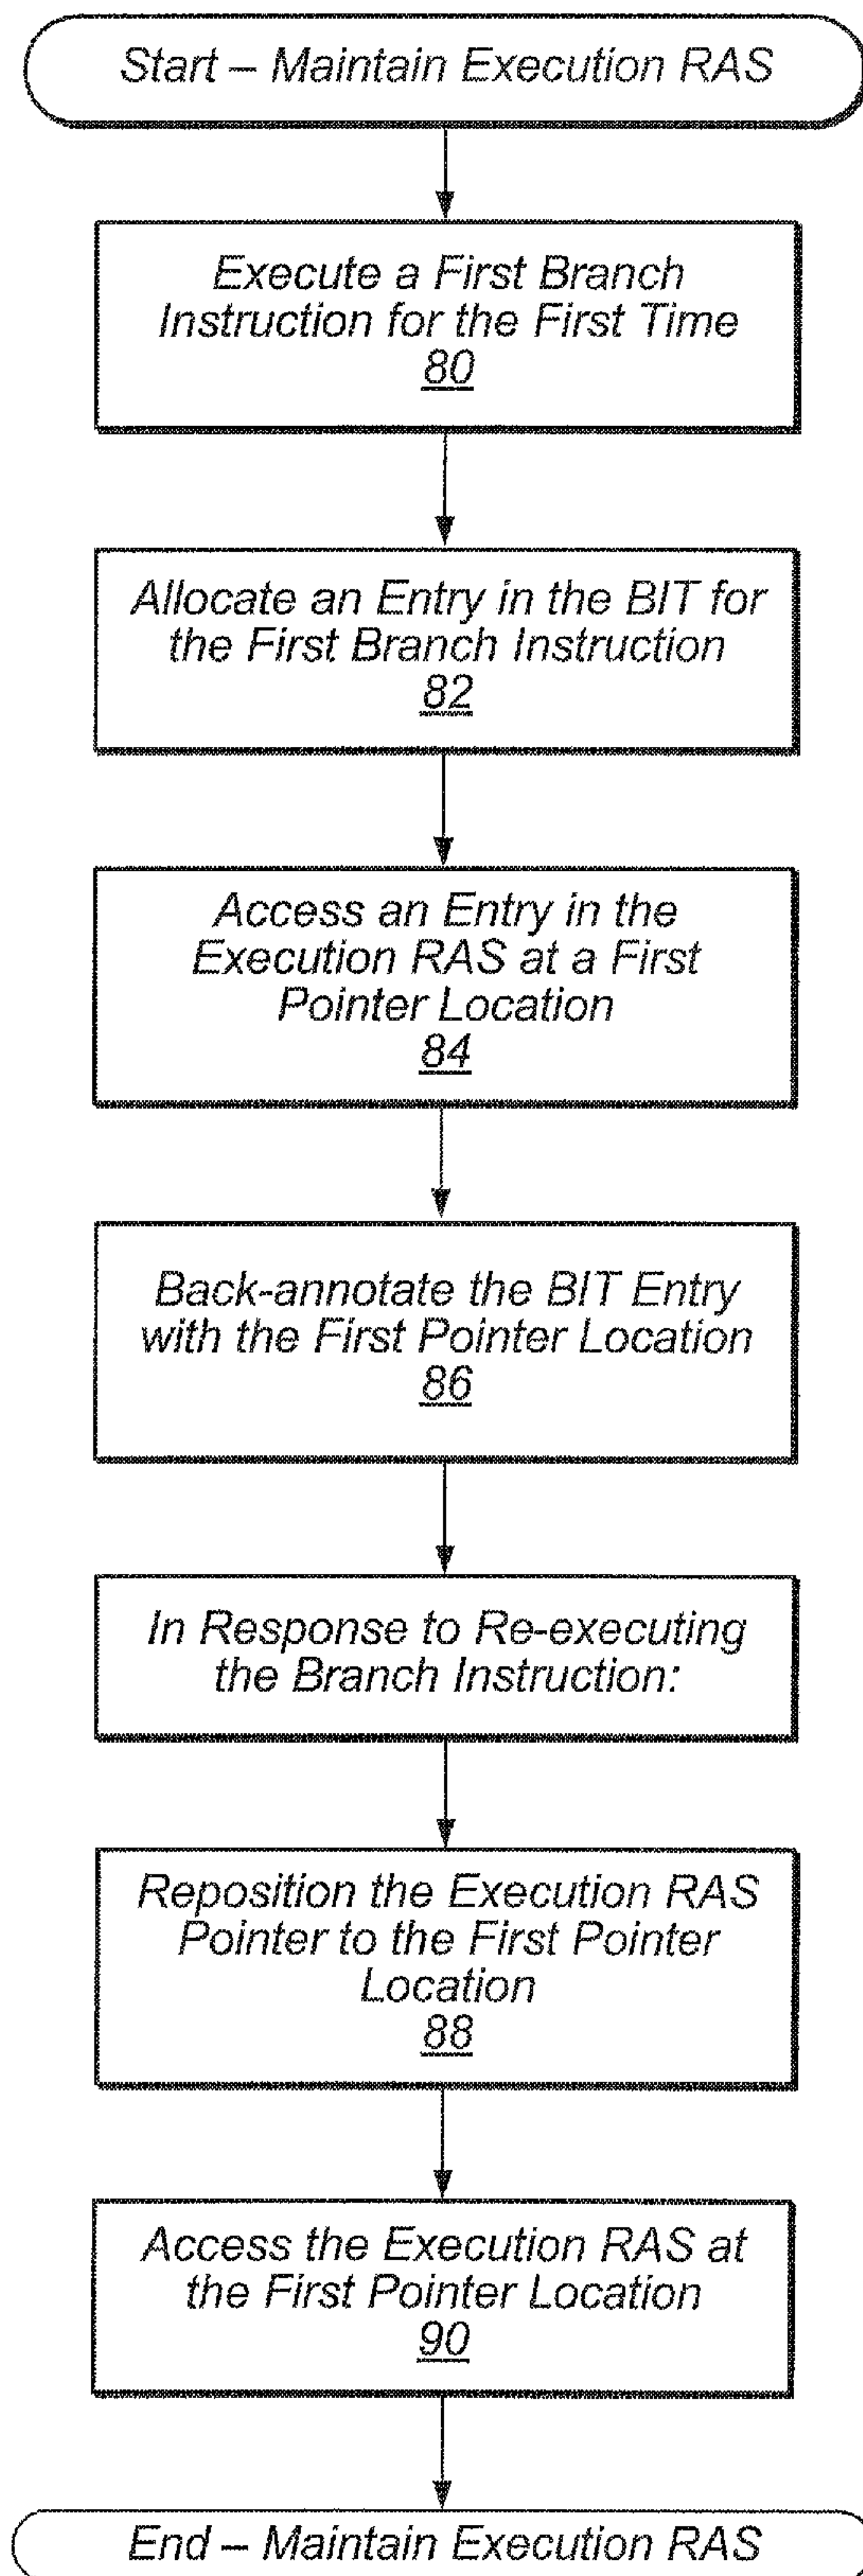 Start – Maintain Execution RAS
Execute a First Branch
Instruction for the First Time
80
Allocate an Entry in the BIT for
the First Branch Instruction
82
Access an Entry in the
Execution RAS at a First
Pointer Location
84
Back-annotate the BIT Entry
with the First Pointer Location
86
In Response to Re-executing
the Branch Instruction:
Reposition the Execution RAS
Pointer to the First Pointer
Location
88
Access the Execution RAS at
the First Pointer Location
90
End – Maintain Execution RAS